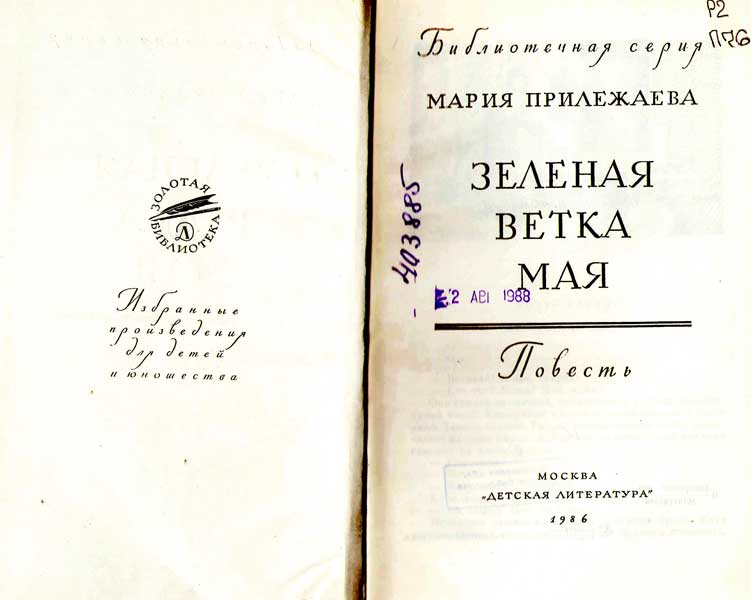 ЗОЛОТАЯ
БИБЛИОТЕКА
Д
Избранные
произведения
для детей
и юношества
Р2
П76
Библиотечная серия
МАРИЯ ПРИЛЕЖАЕВА
ЗЕЛЕНАЯ
ВЕТКА
МАЯ
403885
2 АВГ 1988
Повесть
МОСКВА
„ДЕТСКАЯ ЛИТЕРАТУРА"
1986